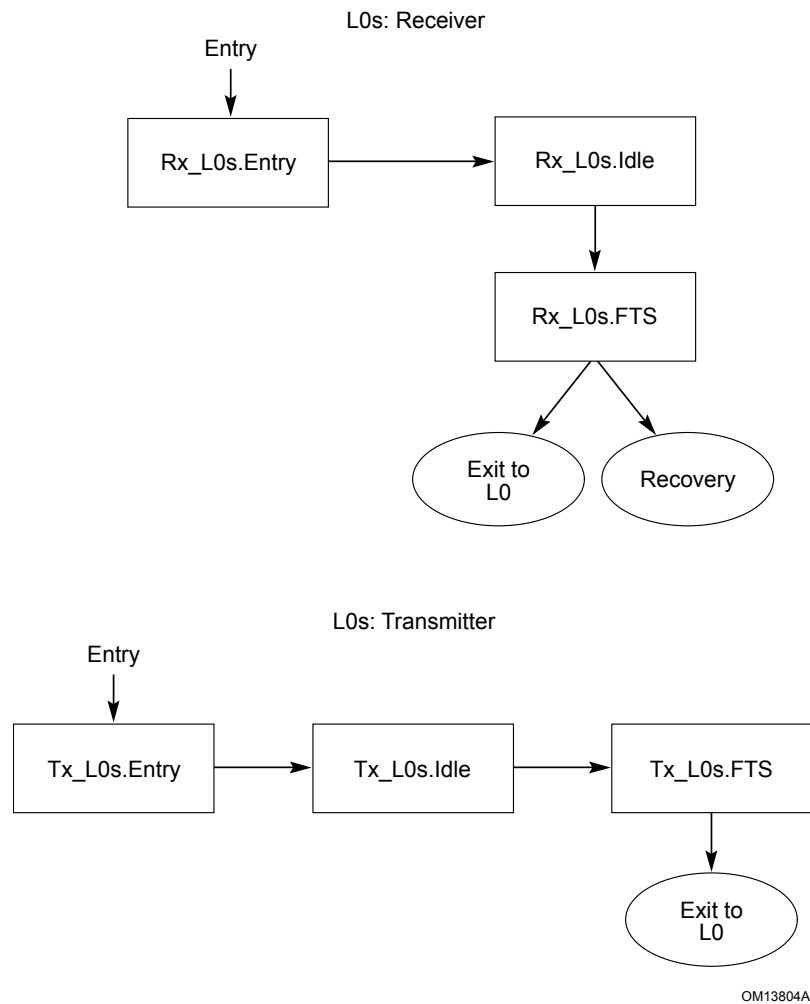 L0s: Receiver
Entry
Rx_L0s.Entry
Rx_L0s.Idle
Rx_L0s.FTS
Exit to
L0
Recovery
L0s: Transmitter
Entry
Tx_L0s.Entry
Tx_L0s.Idle
Tx_L0s.FTS
Exit to
L0
OM13804A